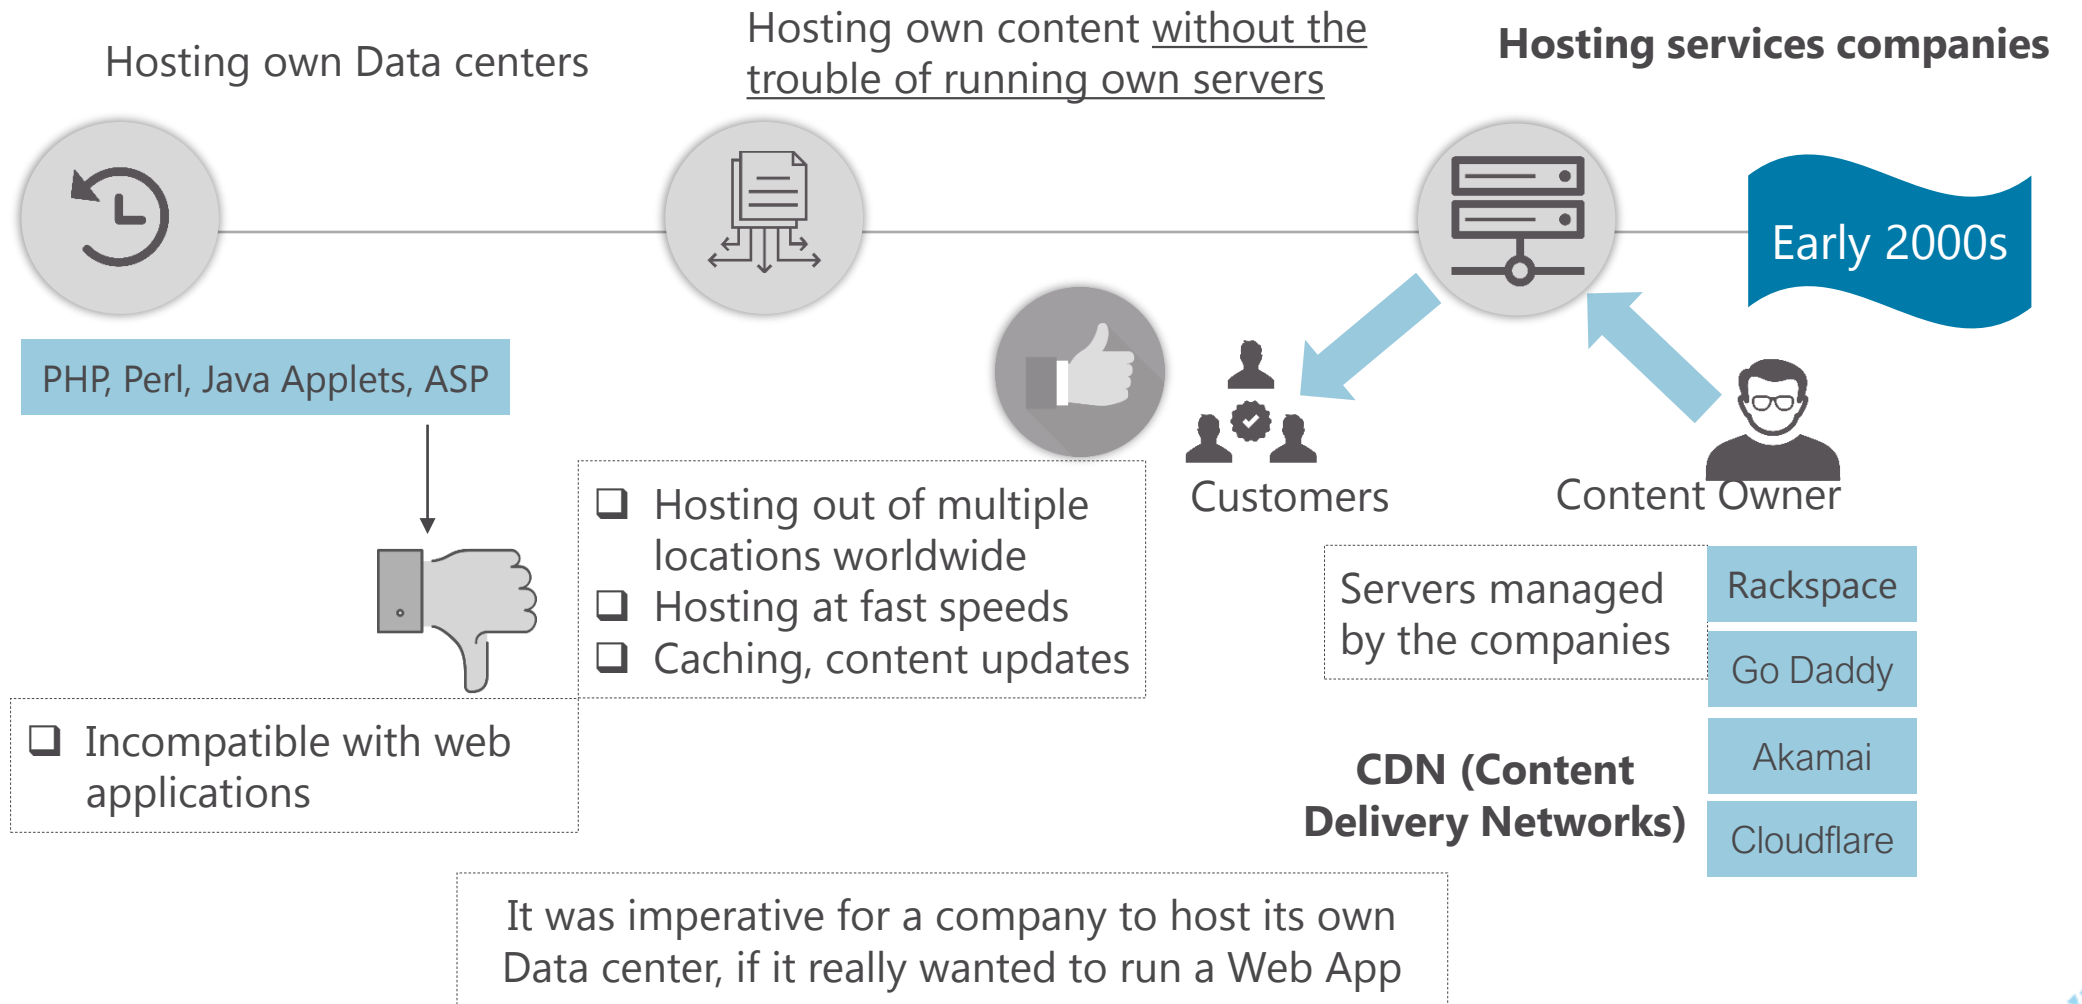 Hosting own Data centers
Hosting own content without the
trouble of running own servers
Hosting services companies
Early 2000s
PHP, Perl, Java Applets, ASP
Customers
Content Owner
Hosting out of multiple
locations worldwide
Hosting at fast speeds
Caching, content updates
Servers managed
by the companies
Rackspace
Go Daddy
Akamai
Cloudflare
Incompatible with web
applications
CDN (Content
Delivery Networks)
It was imperative for a company to host its own
Data center, if it really wanted to run a Web App